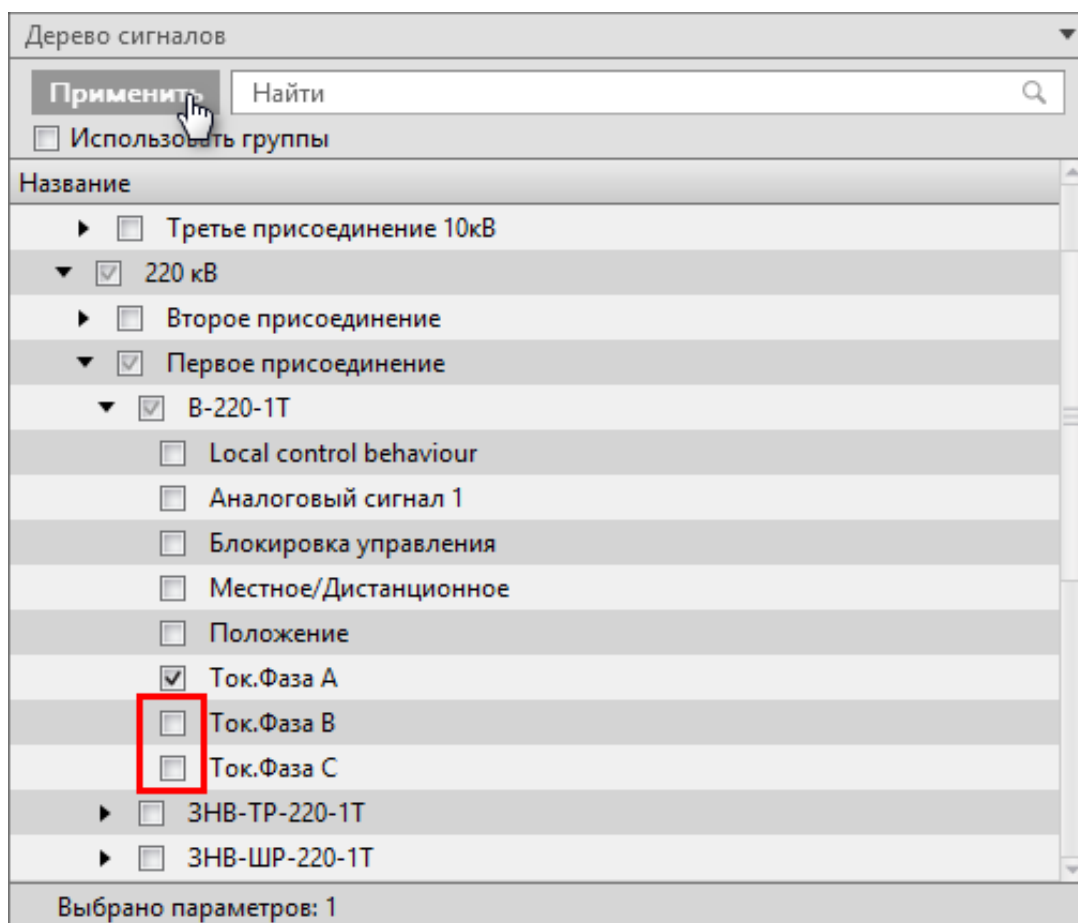 Дерево сигналов
Применить
Найти
Использовать группы
Название
Третье присоединение 10кВ
220 кВ
Второе присоединение
Первое присоединение
В-220-1Т
Local control behaviour
Аналоговый сигнал 1
Блокировка управления
Местное/Дистанционное
Положение
Ток.Фаза А
Ток.Фаза В
Ток.Фаза С
ЗНВ-ТР-220-1Т
ЗНВ-ШР-220-1Т
Выбрано параметров: 1